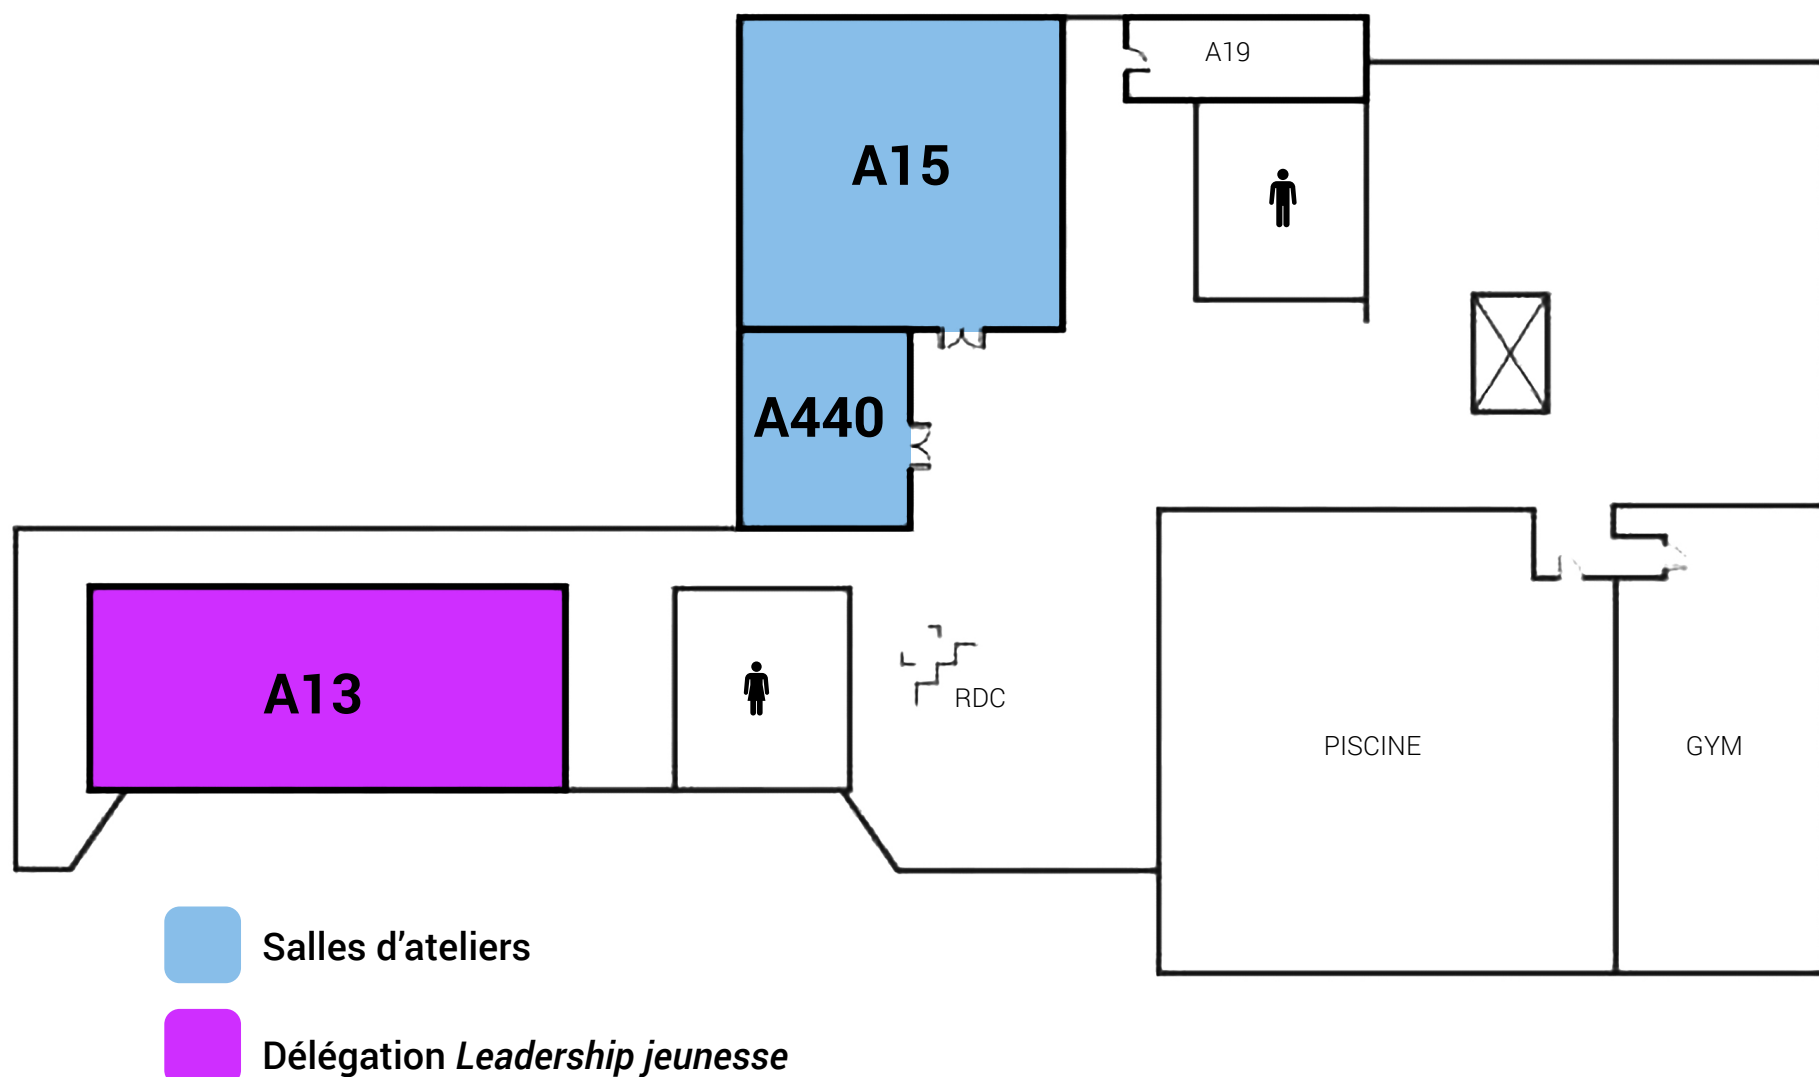 A19
A15
A440
A13
RDC
PISCINE
GYM
Salles d’ateliers
Délégation Leadership jeunesse